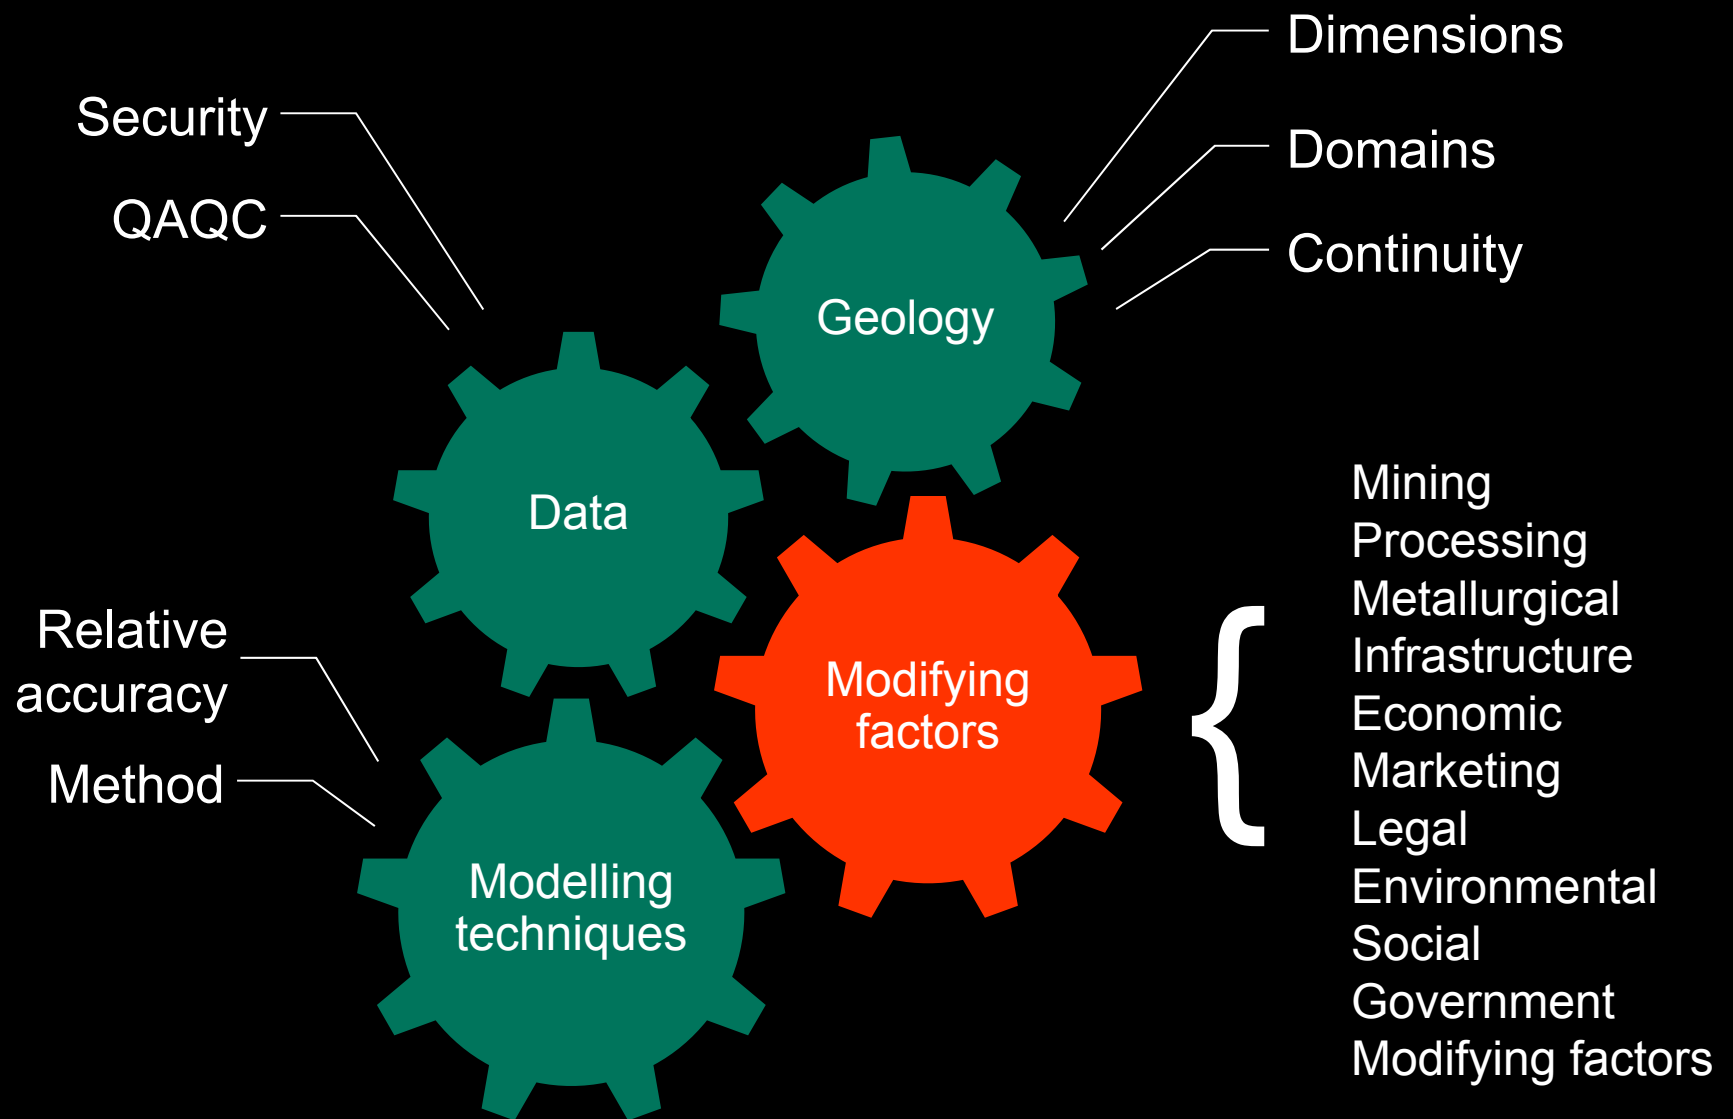 Dimensions
Security
Domains
QAQC
Continuity
Geology
Data
Mining
Processing
Metallurgical
Infrastructure
Economic
Marketing
Legal
Environmental
Social
Government
Modifying factors
Relative
accuracy
Modifying
factors
Method
Modelling
techniques
{